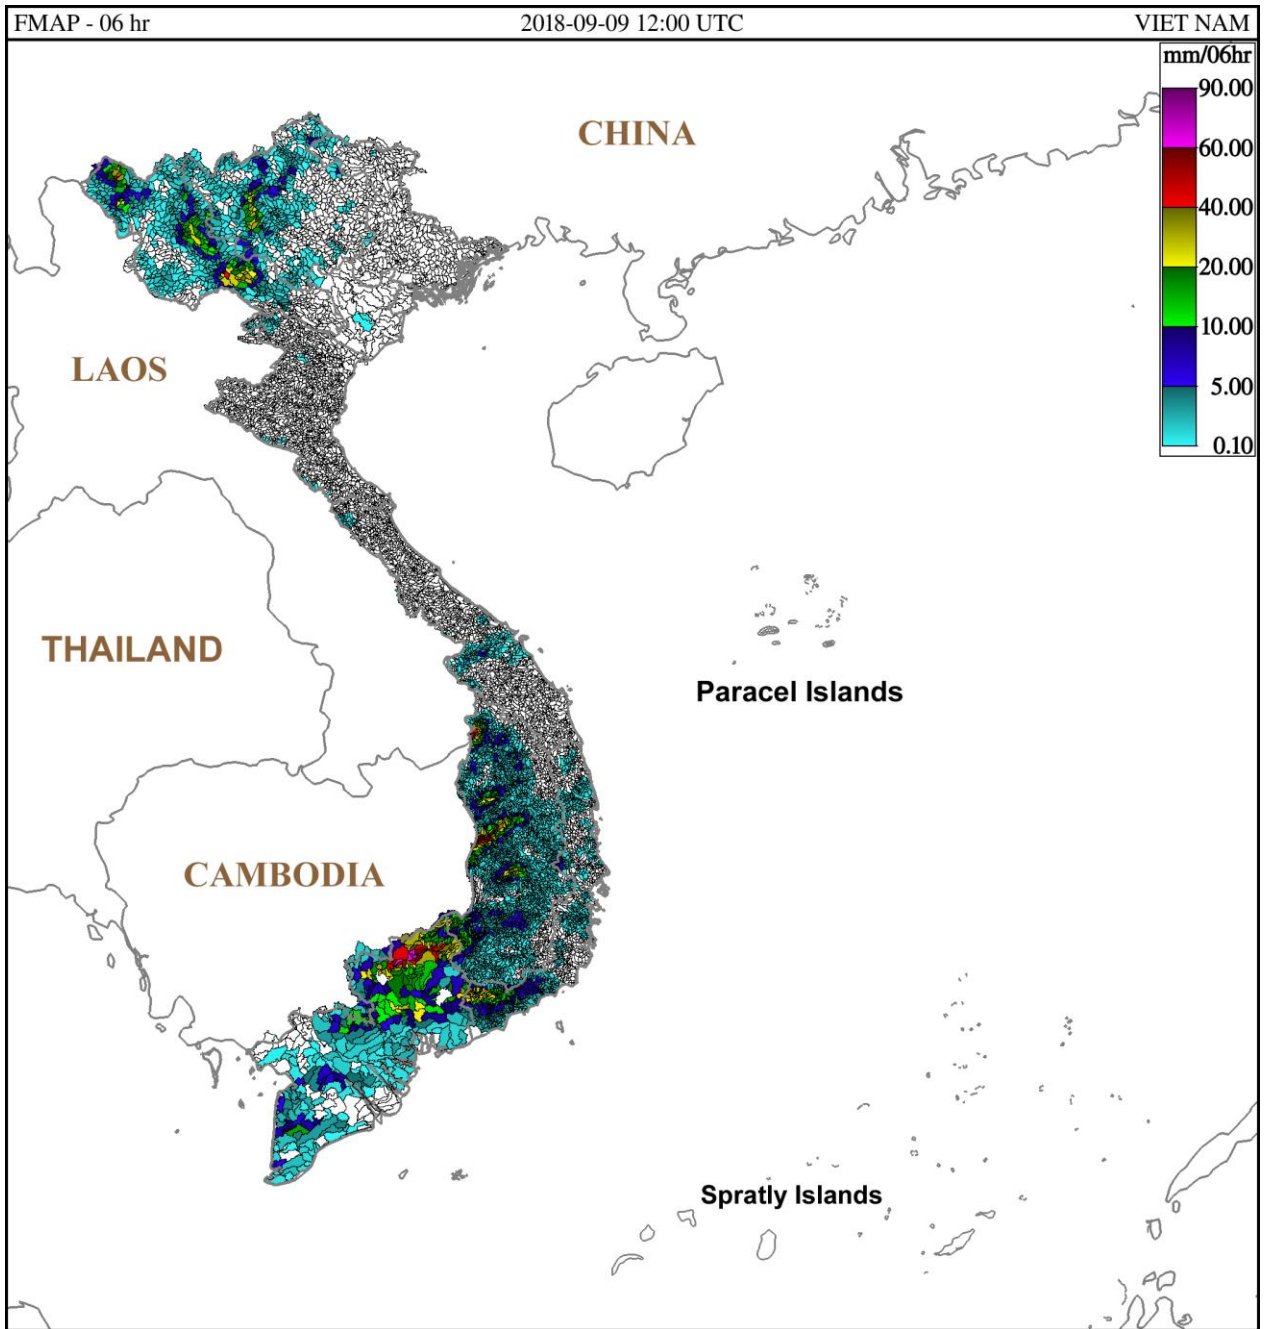 FMAP - 06 hr
2018-09-09 12:00 UTC
VIET NAM
mm/06hr
90.00
60.00
40.00
20.00
10.00
5.00
0.10
CHINA
LAOS
THAILAND
Paracel Islands
CAMBODIA
Spratly Islands